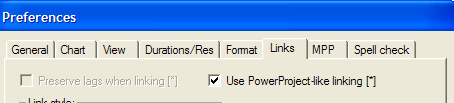 Preferences
General Chart View Durations/Res Format Links MPP Spell check
Preserve lags when linking [*] Use PowerProject-like linking [*]
Link style: